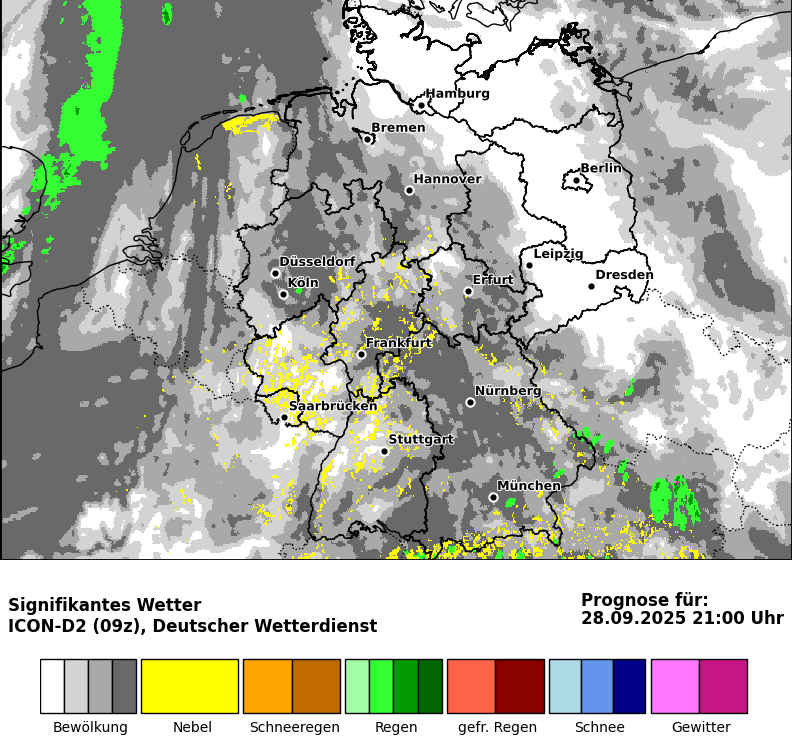 Hamburg
Bremen
Berlin
Hannover
Leipzig
Düsseldorf
Dresden
Köln
Erfurt
Frankfurt
Nürnberg
Saarbrücken
Stuttgart
München
Signifikantes Wetter
ICON-D2 (09z), Deutscher Wetterdienst
Prognose für:
28.09.2025 21:00 Uhr
Bewölkung Nebel Schneeregen Regen gefr. Regen Schnee Gewitter